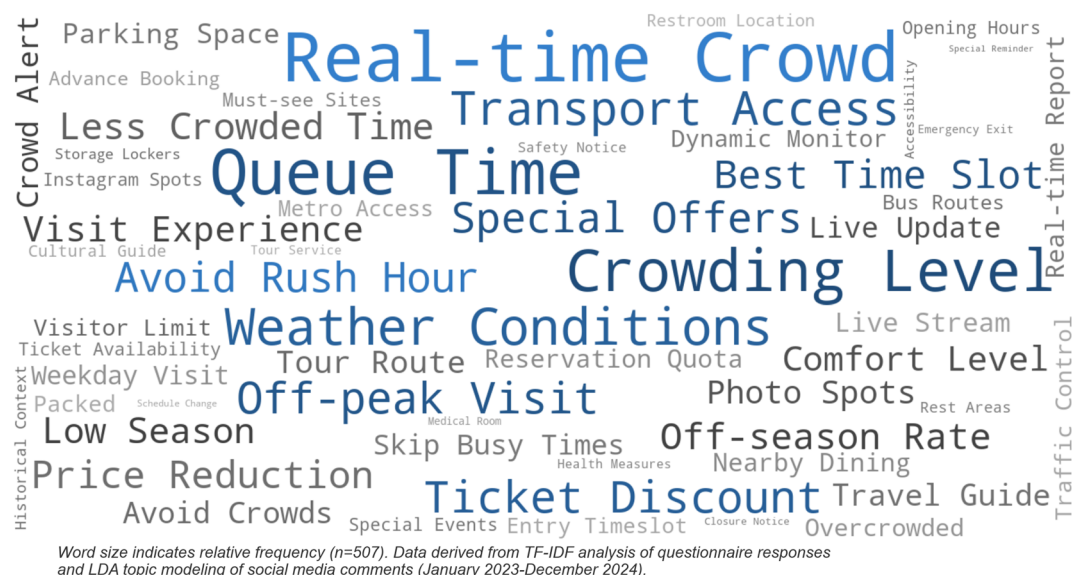 Crowd Alert
Parking Space
Real-time Crowd
Restroom Location
Opening Hours
Special Reminder
Advance Booking
Must-see Sites
Transport Access
Accessibility
Real-time Report
Less Crowded Time
Safety Notice
Dynamic Monitor
Emergency Exit
Storage Lockers
Instagram Spots
Queue Time
Best Time Slot
Metro Access
Bus Routes
Visit Experience
Special Offers
Live Update
Cultural Guide
Tour Service
Avoid Rush Hour
Crowding Level
Visitor Limit
Weather Conditions
Live Stream
Traffic Control
Ticket Availability
Tour Route
Reservation Quota
Comfort Level
Historical Context
Weekday Visit
Off-peak Visit
Photo Spots
Packed
Schedule Change
Rest Areas
Low Season
Medical Room
Skip Busy Times
Off-season Rate
Price Reduction
Health Measures
Nearby Dining
Ticket Discount
Travel Guide
Avoid Crowds
Special Events
Entry Timeslot
Closure Notice
Overcrowded
Word size indicates relative frequency (n=507). Data derived from TF-IDF analysis of questionnaire responses
and LDA topic modeling of social media comments (January 2023-December 2024).